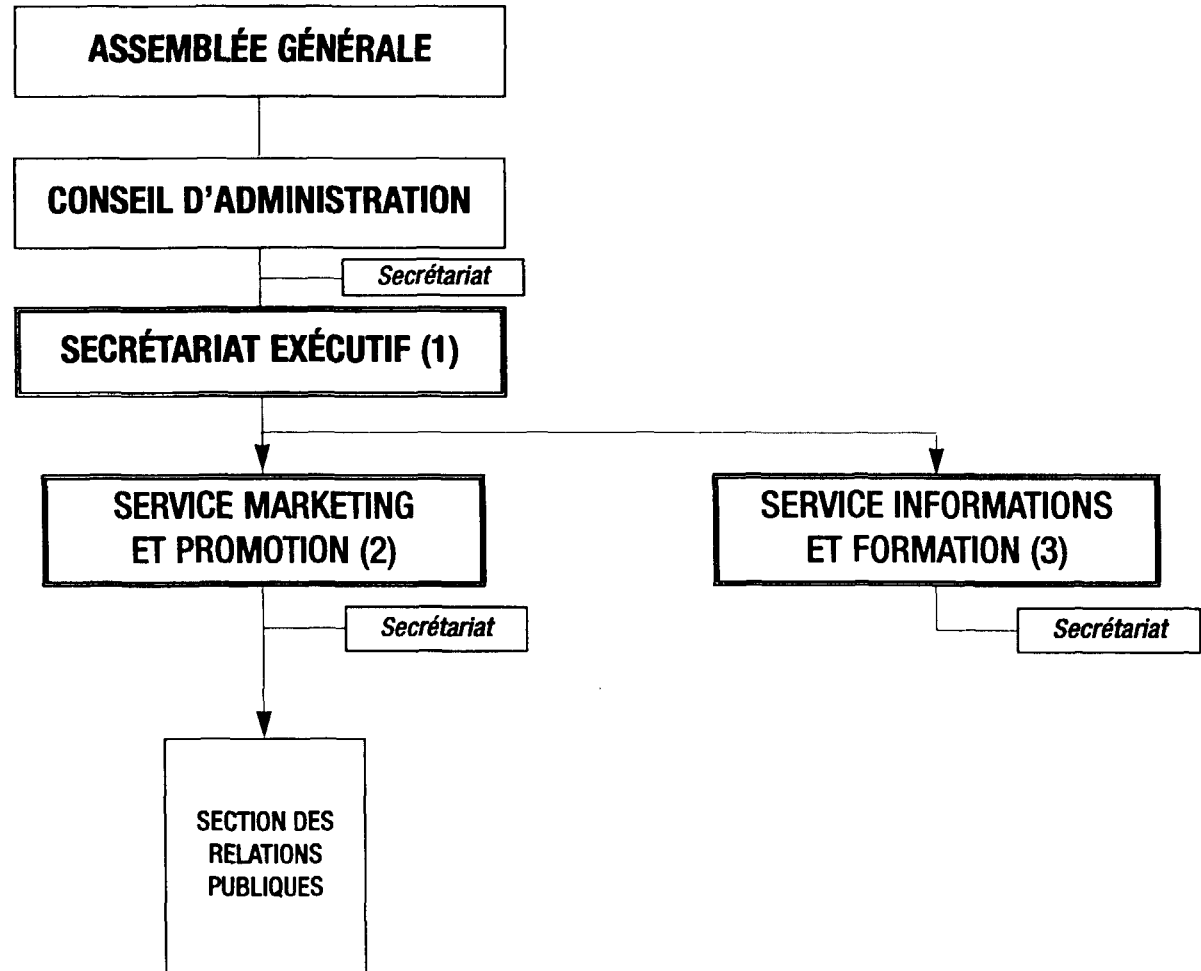 ASSEMBLÉE GÉNÉRALE
CONSEIL D'ADMINISTRATION
Secrétariat
SECRÉTARIAT EXÉCUTIF (1)
SERVICE MARKETING
ET PROMOTION (2)
SERVICE INFORMATIONS
ET FORMATION (3)
Secrétariat
Secrétariat
SECTION DES
RELATIONS
PUBLIQUES